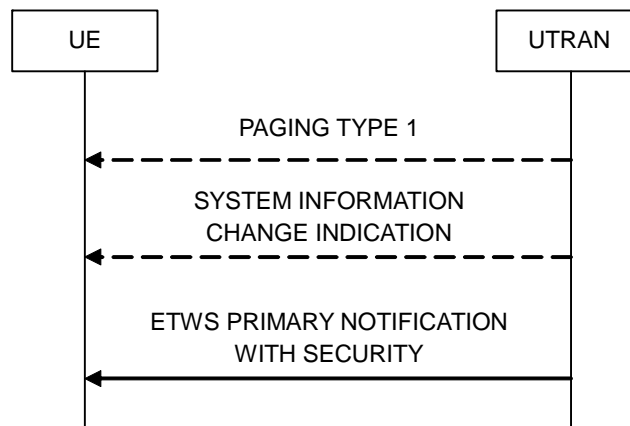 UE
UTRAN
PAGING TYPE 1
SYSTEM INFORMATION
CHANGE INDICATION
ETWS PRIMARY NOTIFICATION
WITH SECURITY